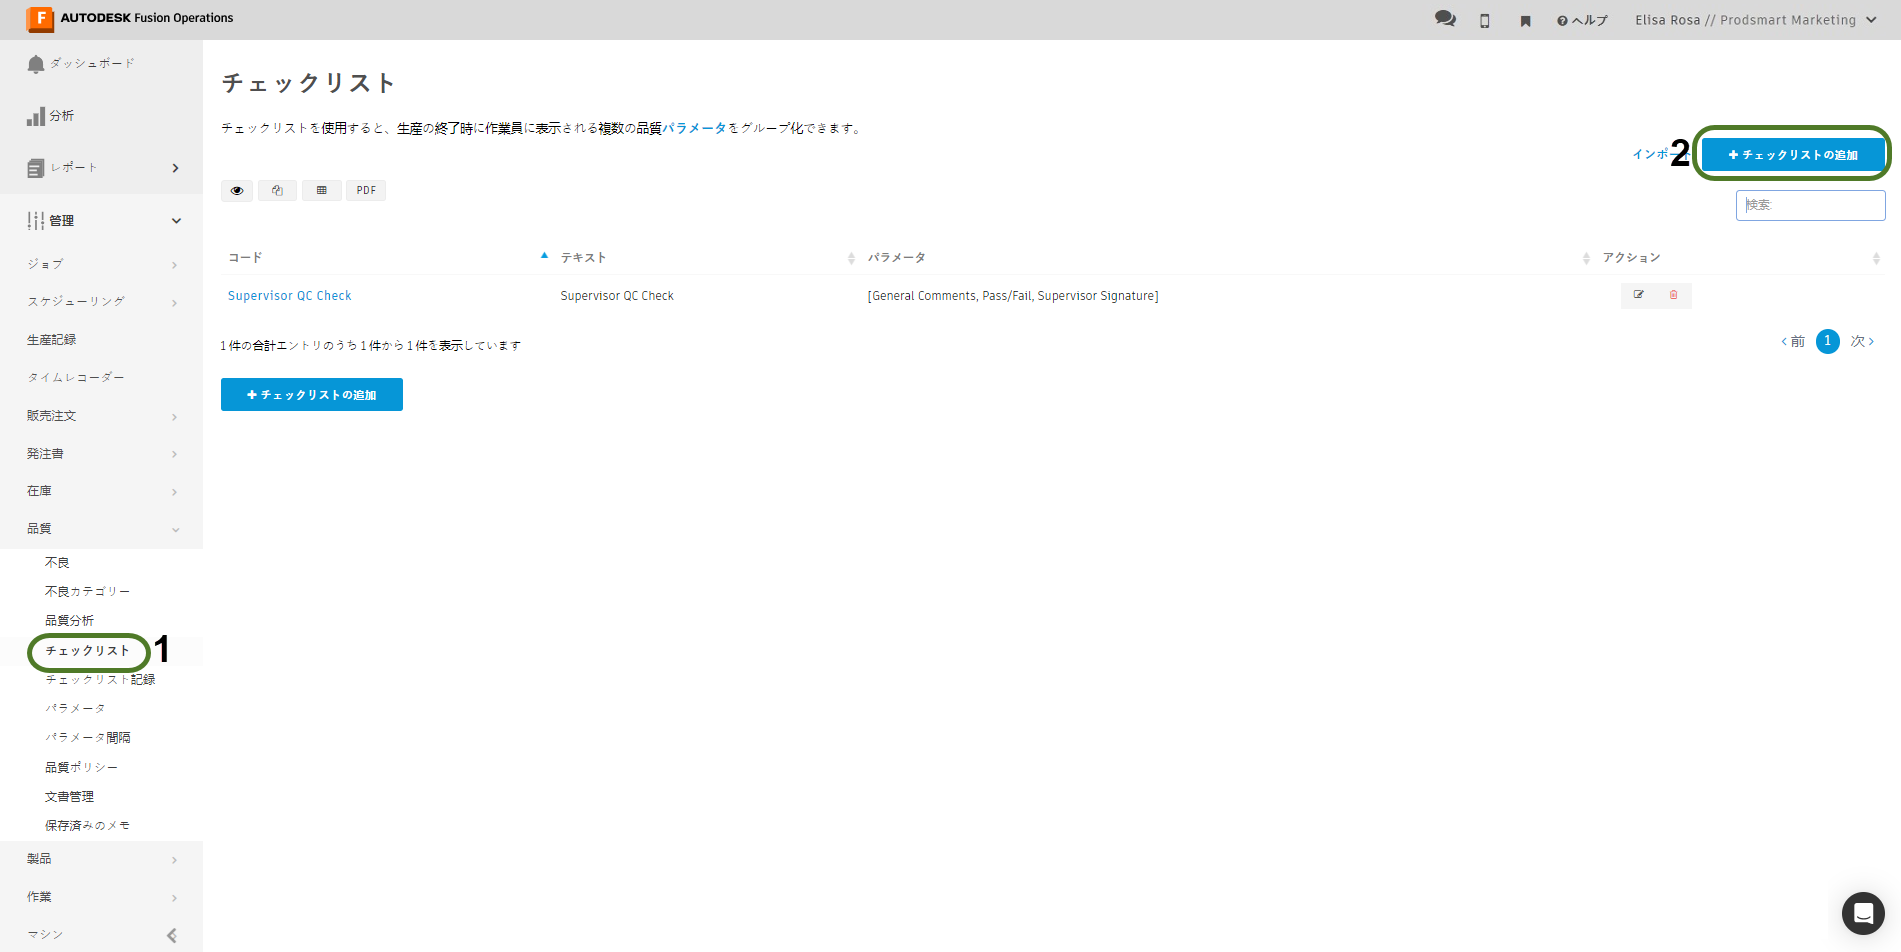 AUTODESK Fusion Operations
ヘルプ
Elisa Rosa // Prodsmart Marketing
ダッシュボード
分析
レポート
管理
ジョブ
スケジューリング
生産記録
タイムレコーダー
販売注文
発注書
在庫
品質
不良
不良カテゴリー
品質分析
チェックリスト
1
チェックリスト記録
パラメータ
パラメータ間隔
品質ポリシー
文書管理
保存済みのメモ
製品
作業
マシン
チェックリスト
チェックリストを使用すると、生産の終了時に作業員に表示される複数の品質パラメータをグループ化できます。
インポート
2
+ チェックリストの追加
PDF
検索:
コード テキスト パラメータ アクション
Supervisor QC Check Supervisor QC Check [General Comments, Pass/Fail, Supervisor Signature]
1 件の合計エントリのうち 1 件から 1 件を表示しています
前 1 次
+ チェックリストの追加